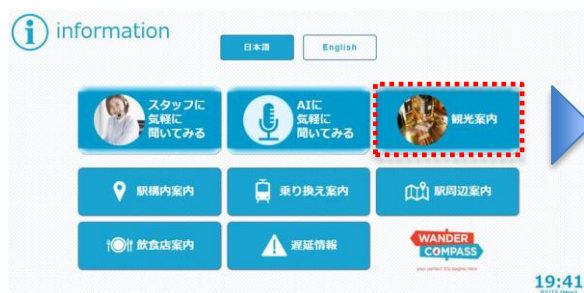 information
日本語
English
スタッフに
気軽に
聞いてみる
AIに
気軽に
聞いてみる
観光案内
駅構内案内
乗り換え案内
駅周辺案内
飲食店案内
遅延情報
WANDER
COMPASS
your perfect trip begins here
19:41